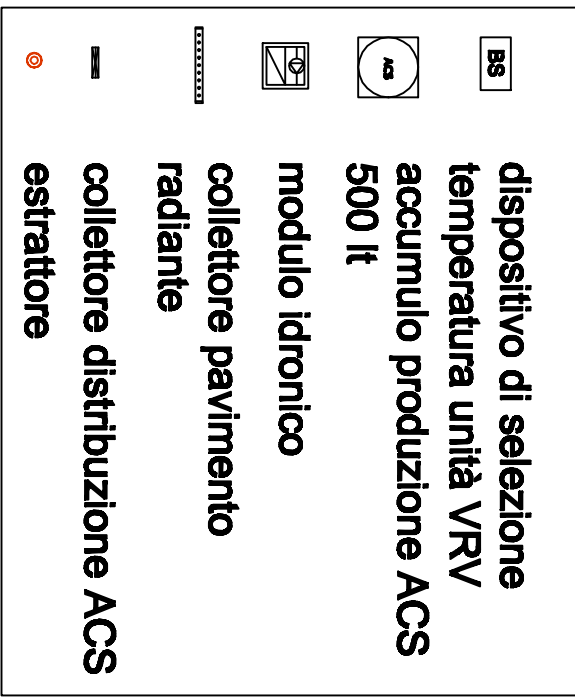 BS
dispositivo di selezione
temperatura unità VRV
ACS
accumulo produzione ACS
500 lt
modulo idronico
collettore pavimento
radiante
collettore distribuzione ACS
estrattore